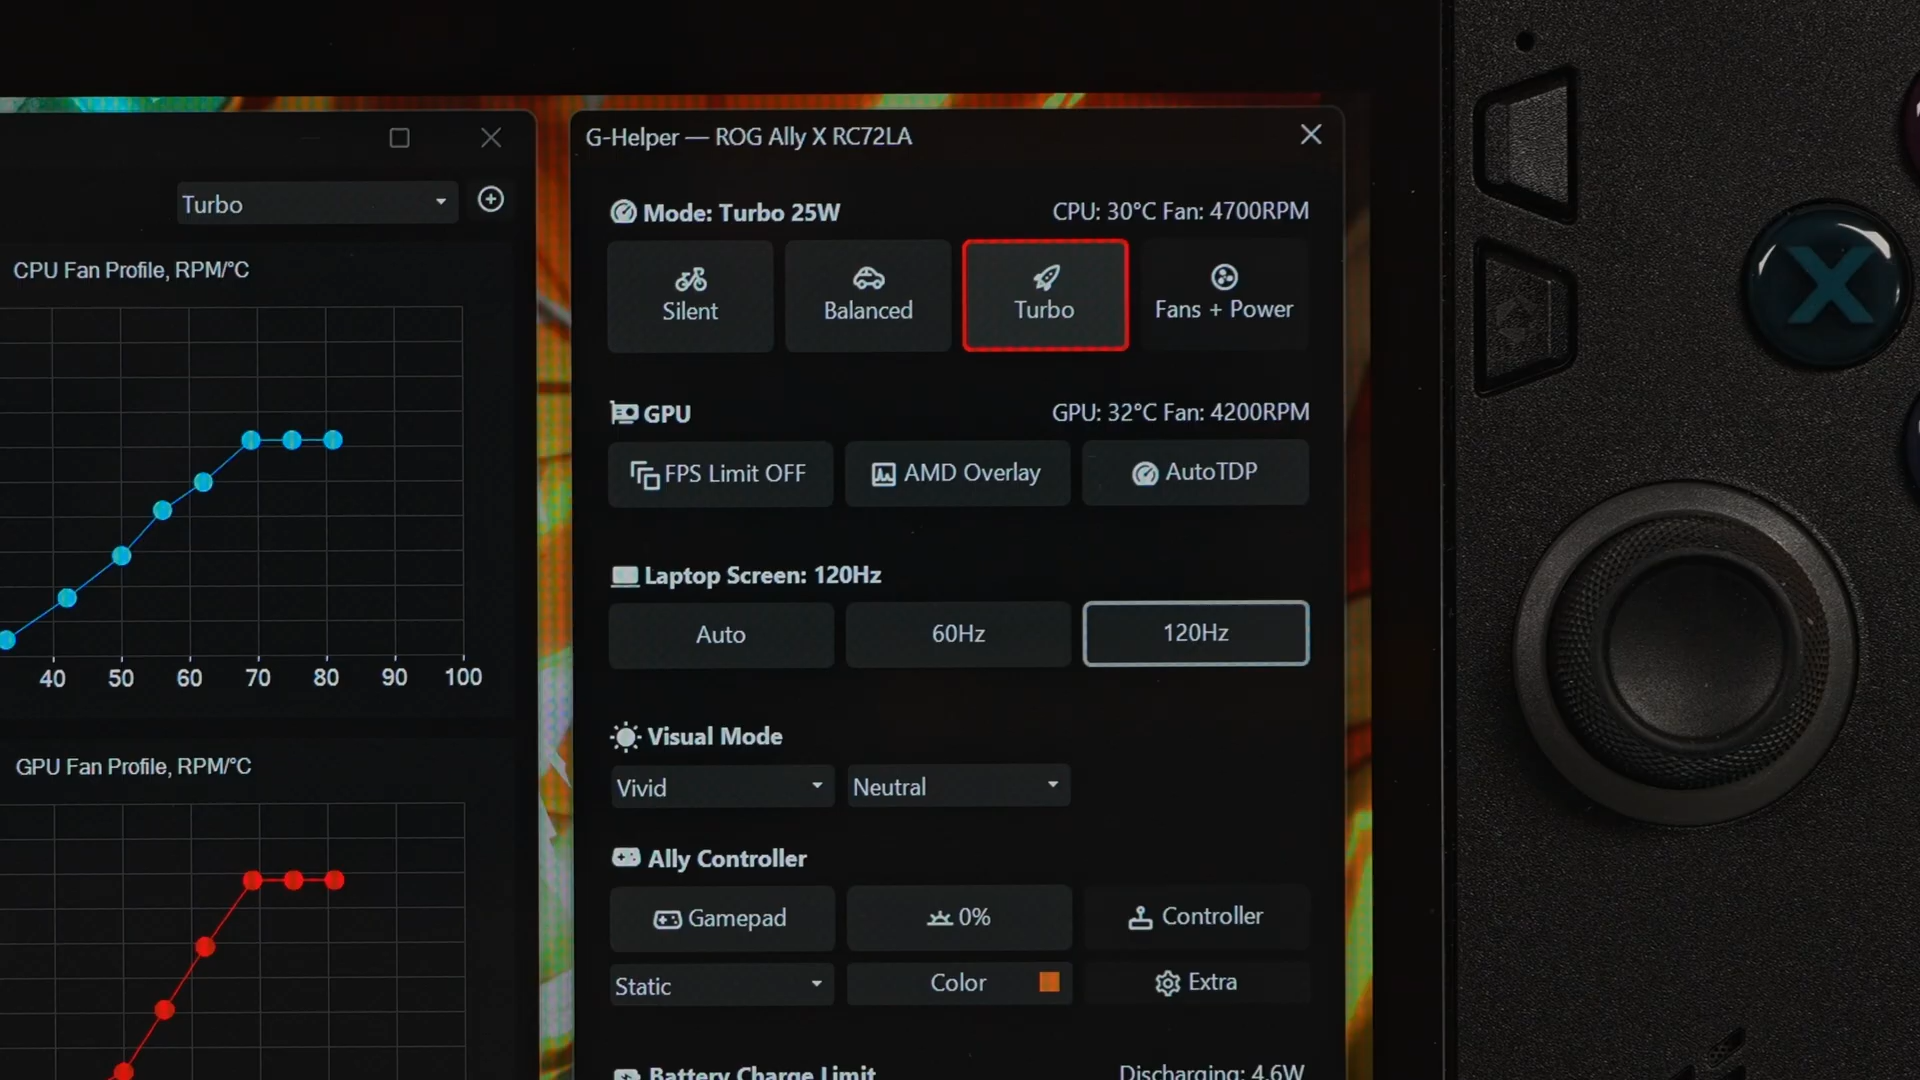 Turbo
CPU Fan Profile, RPM/°C
40 50 60 70 80 90 100
GPU Fan Profile, RPM/°C
G-Helper — ROG Ally X RC72LA
Mode: Turbo 25W
CPU: 30°C Fan: 4700RPM
Silent
Balanced
Turbo
Fans + Power
GPU
GPU: 32°C Fan: 4200RPM
FPS Limit OFF
AMD Overlay
AutoTDP
Laptop Screen: 120Hz
Auto
60Hz
120Hz
Visual Mode
Vivid
Neutral
Ally Controller
Gamepad
0%
Controller
Static
Color
Extra
Battery Charge Limit
Discharging: 4.6W
X